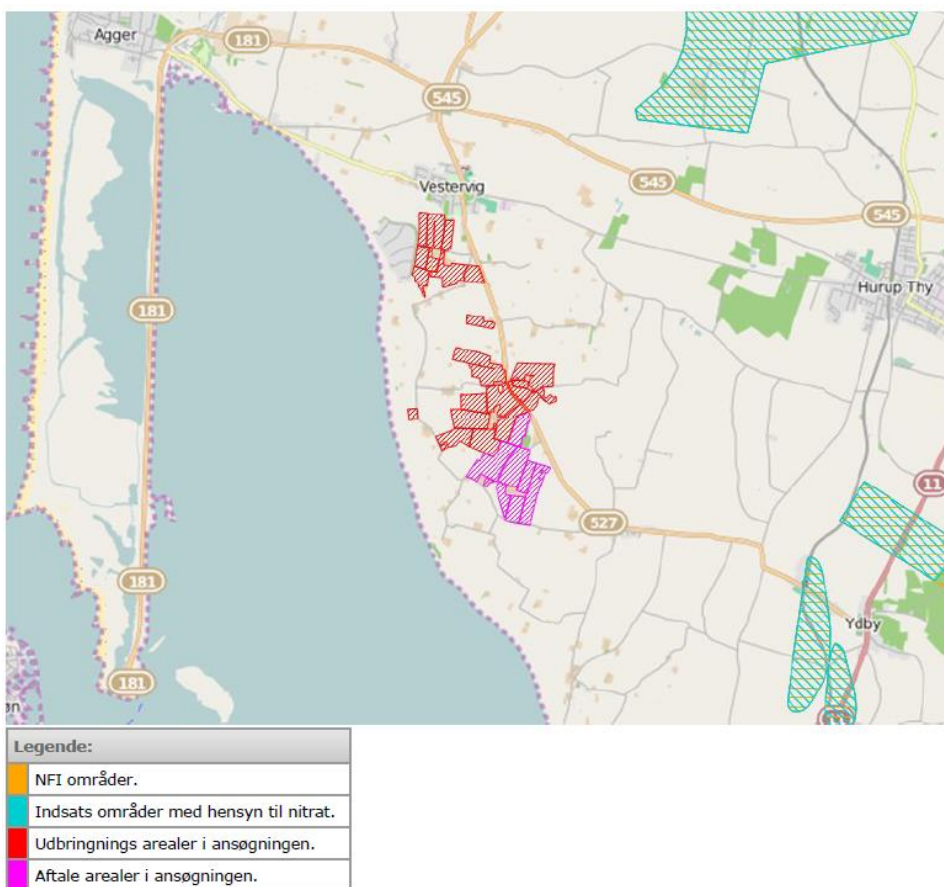 Agger
181
545
Vestervig
545
545
Hurup Thy
181
11
527
181
Ydby
181
øn
Legende:
NFI områder.
Indsats områder med hensyn til nitrat.
Udbringnings arealer i ansøgningen.
Aftale arealer i ansøgningen.